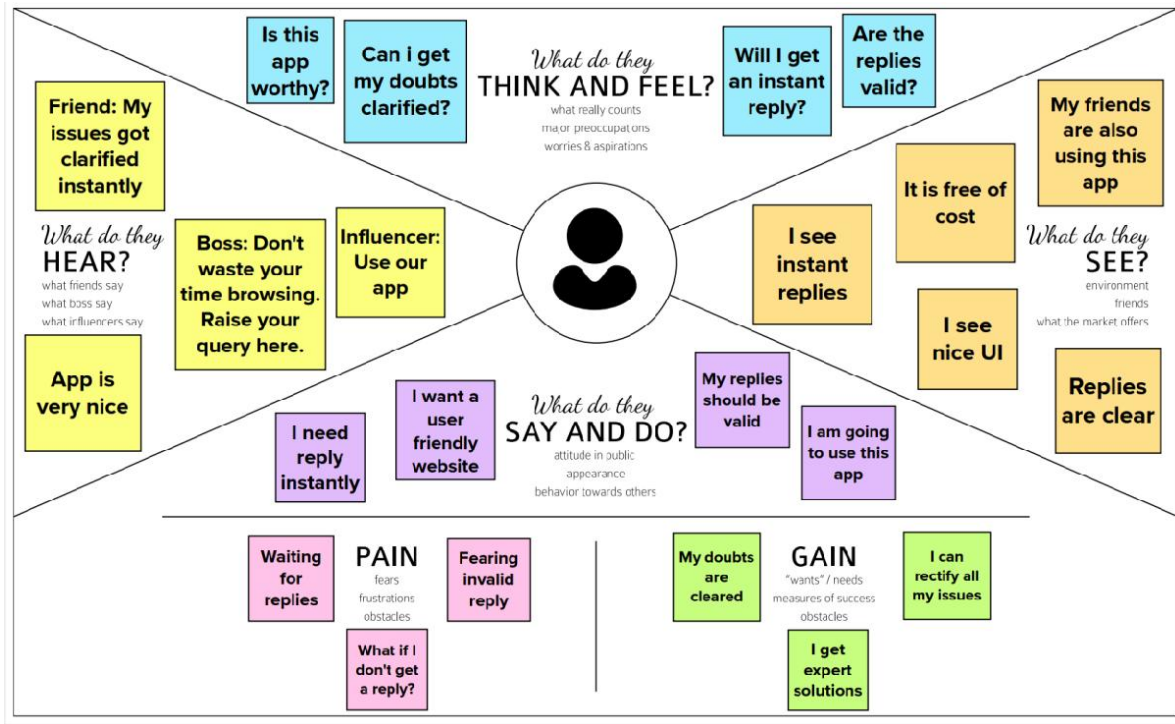 Is this
app
worthy?
Can i get
my doubts
clarified?
What do they
THINK AND FEEL?
what really counts
major preoccupations
worries & aspirations
Will I get
an instant
reply?
Are the
replies
valid?
Friend: My
issues got
clarified
instantly
What do they
HEAR?
what friends say
what boss say
what influencers say
Boss: Don't
waste your
time browsing.
Raise your
query here.
Influencer:
Use our
app
App is
very nice
My friends
are also
using this
app
It is free of
cost
I see
instant
replies
What do they
SEE?
environment
friends
what the market offers
I see
nice UI
Replies
are clear
I need
reply
instantly
I want a
user
friendly
website
What do they
SAY AND DO?
attitude in public
appearance
behavior towards others
My replies
should be
valid
I am going
to use this
app
Waiting
for
replies
PAIN
fears
frustrations
obstacles
Fearing
invalid
reply
What if I
don't get
a reply?
My doubts
are
cleared
GAIN
"wants" / needs
measures of success
obstacles
I can
rectify all
my issues
I get
expert
solutions